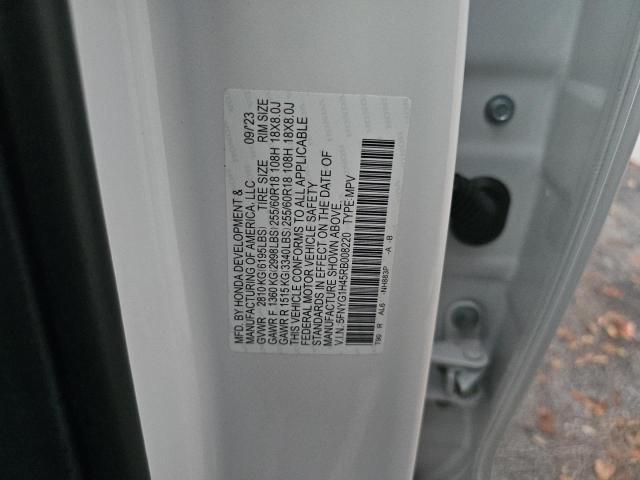 MFD. BY HONDA DEVELOPMENT &
MANUFACTURING OF AMERICA, LLC 09/23
GVWR 2810 KG (6195LBS) TIRE SIZE RIM SIZE
GAWR F 1360 KG (2998LBS) 255/60R18 108H 18X8.0J
GAWR R 1515 KG (3340LBS) 255/60R18 108H 18X8.0J
THIS VEHICLE CONFORMS TO ALL APPLICABLE
FEDERAL MOTOR VEHICLE SAFETY
STANDARDS IN EFFECT ON THE DATE OF
MANUFACTURE SHOWN ABOVE.
V.I.N.:5FNYG1H45RB008220 TYPE:MPV
T90 R AL6 NH883P -A -B